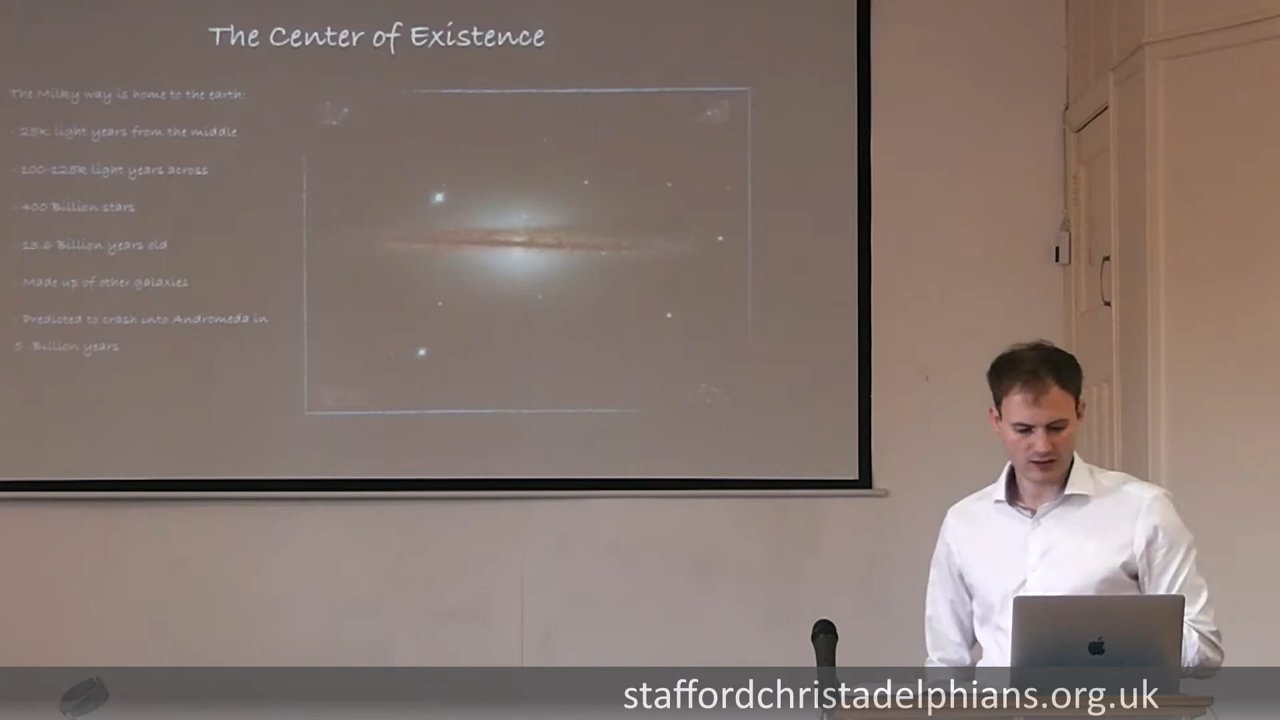 The Center of Existence
The Milky way is home to the earth:
- 25K light years from the middle
- 100-125k light years across
- 400 Billion stars
- 13.6 Billion years old
- Made up of other galaxies
- Predicted to crash into Andromeda in
5 Billion years
staffordchristadelphians.org.uk